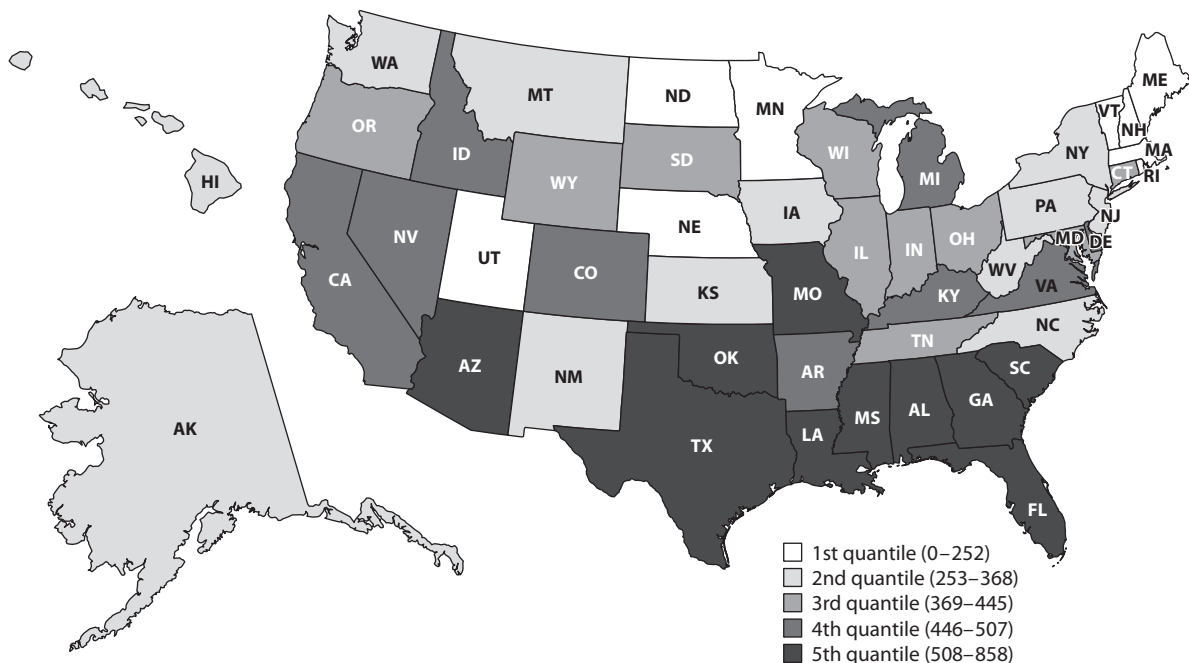 WA
MT
ND
MN
ME
VT
NH
OR
ID
SD
WI
NY
MA
CT
RI
HI
WY
MI
IA
PA
NJ
NV
UT
NE
IL
IN
OH
MD
DE
CA
CO
KS
MO
WV
KY
VA
AZ
NM
OK
AR
TN
NC
SC
AK
TX
LA
MS
AL
GA
FL
1st quantile (0–252)
2nd quantile (253–368)
3rd quantile (369–445)
4th quantile (446–507)
5th quantile (508–858)